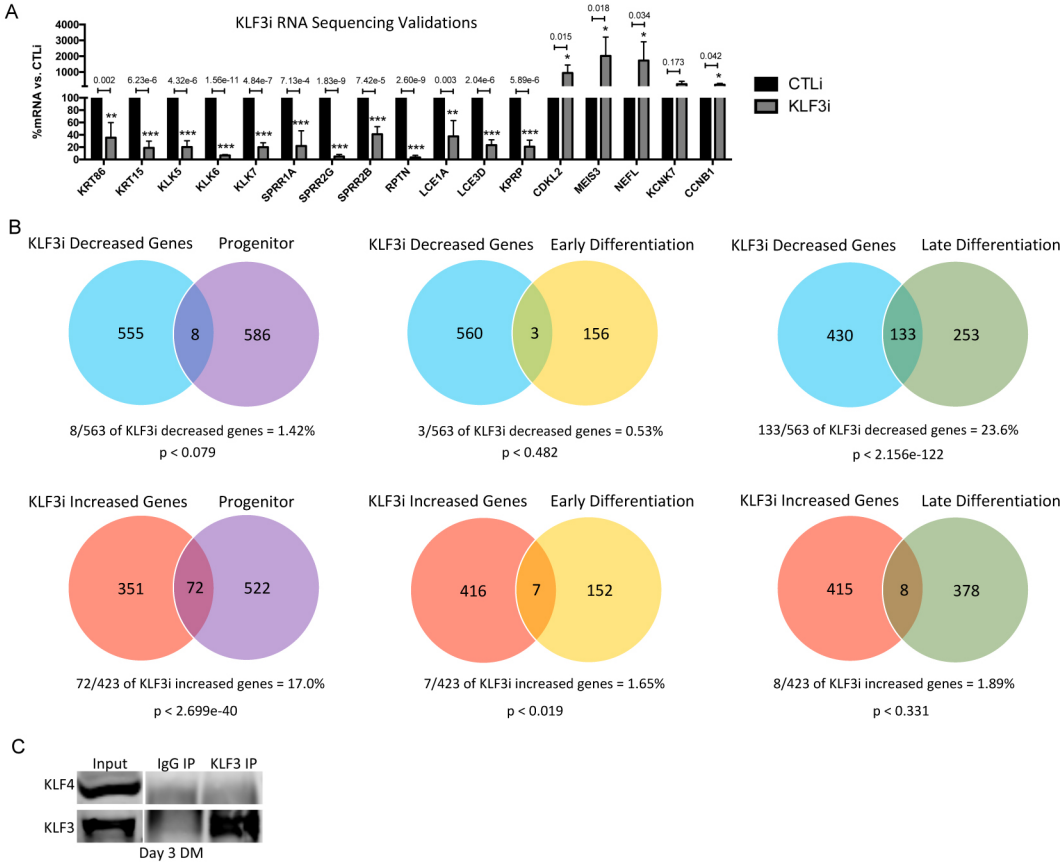 A
KLF3i RNA Sequencing Validations
%mRNA vs. CTLi
4000
3000
2000
1000
100
80
60
40
20
0
0.002
6.23e-6
4.32e-6
1.56e-11
4.84e-7
7.13e-4
1.83e-9
7.42e-5
2.60e-9
0.003
2.04e-6
5.89e-6
0.015
0.018
0.034
0.173
0.042
**
***
***
***
***
***
***
***
***
**
***
***
*
*
*
*
CTLi
KLF3i
KRT86
KRT15
KLK5
KLK6
KLK7
SPRR1A
SPRR2G
SPRR2B
RPTN
LCE1A
LCE3D
KPRP
CDKL2
MEIS3
NEFL
KCNK7
CCNB1
B
KLF3i Decreased Genes Progenitor
555 8 586
8/563 of KLF3i decreased genes = 1.42%
p < 0.079
KLF3i Decreased Genes Early Differentiation
560 3 156
3/563 of KLF3i decreased genes = 0.53%
p < 0.482
KLF3i Decreased Genes Late Differentiation
430 133 253
133/563 of KLF3i decreased genes = 23.6%
p < 2.156e-122
KLF3i Increased Genes Progenitor
351 72 522
72/423 of KLF3i increased genes = 17.0%
p < 2.699e-40
KLF3i Increased Genes Early Differentiation
416 7 152
7/423 of KLF3i increased genes = 1.65%
p < 0.019
KLF3i Increased Genes Late Differentiation
415 8 378
8/423 of KLF3i increased genes = 1.89%
p < 0.331
C
Input IgG IP KLF3 IP
KLF4
KLF3
Day 3 DM